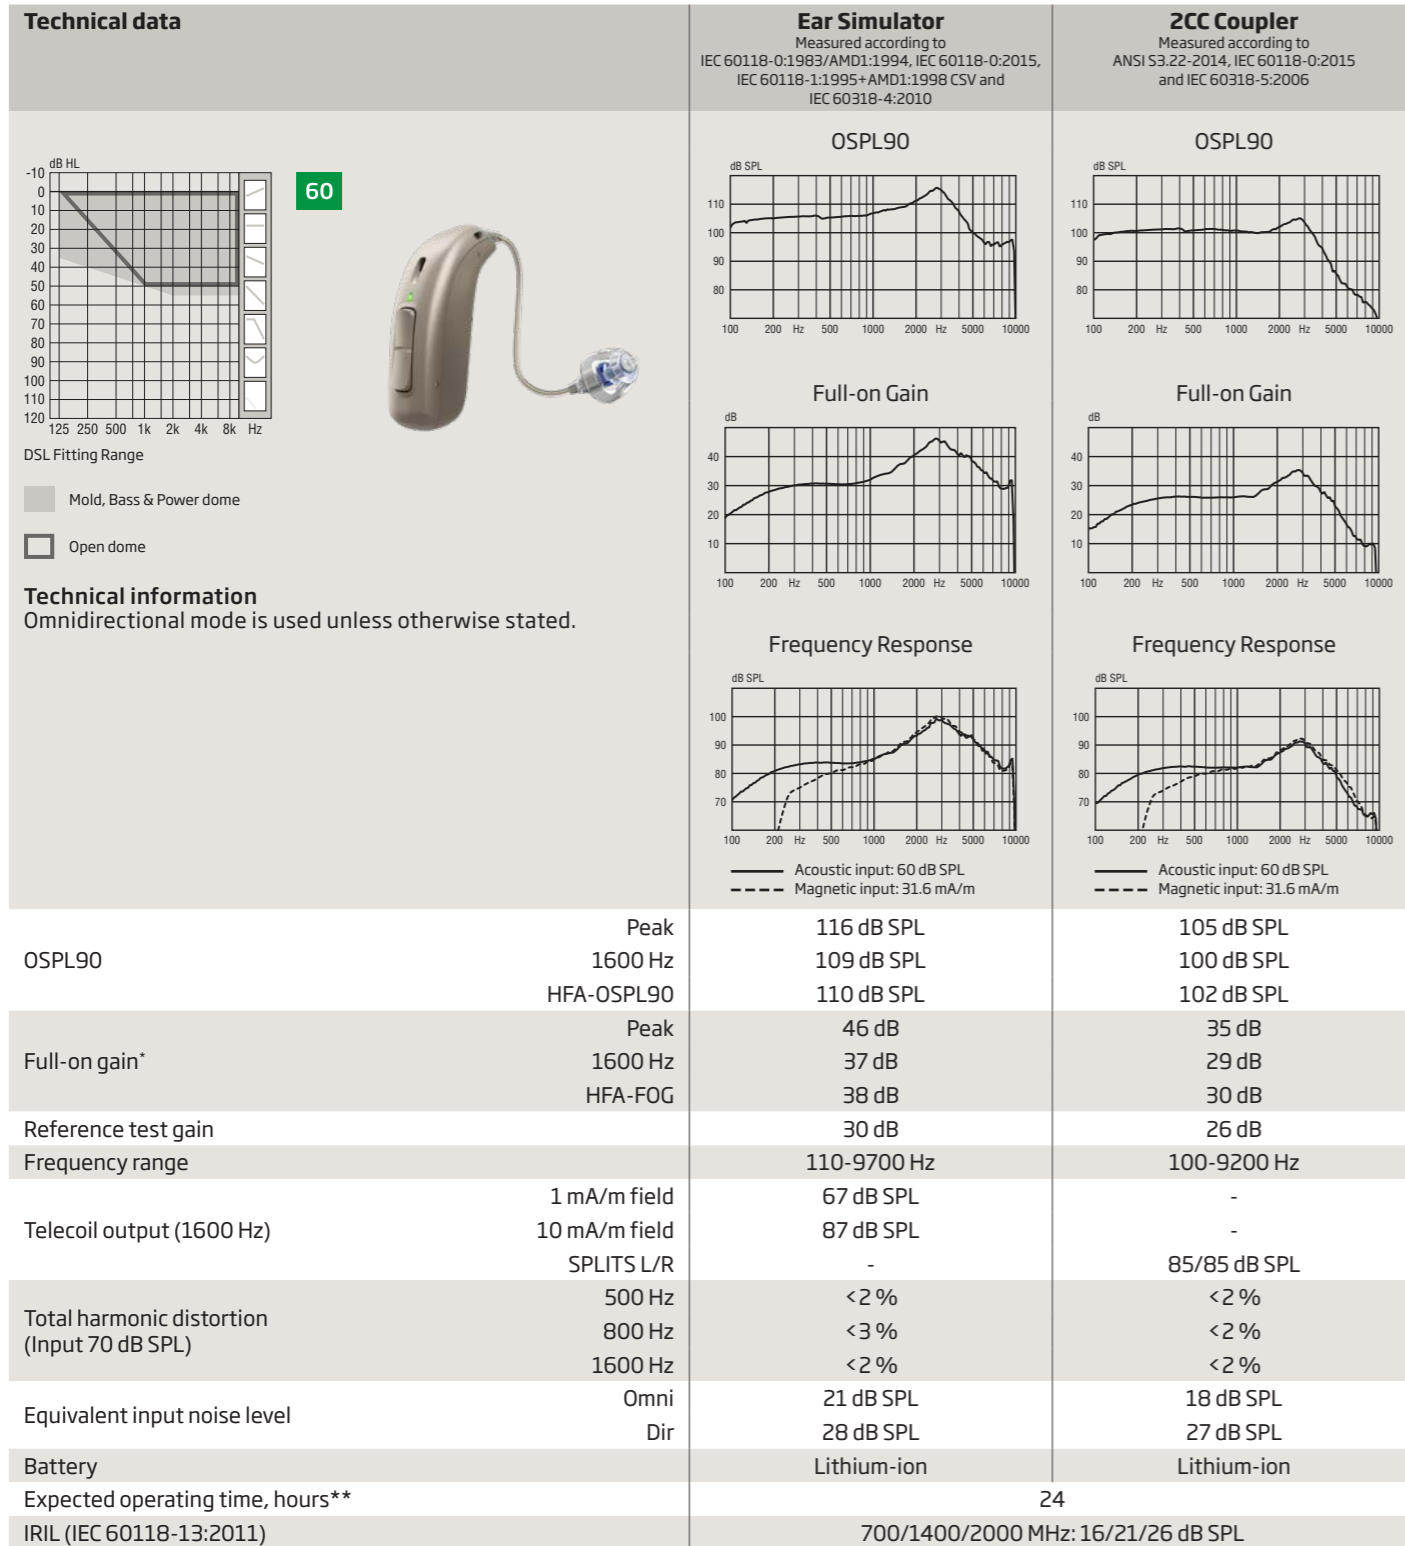 Technical data
Ear Simulator
Measured according to
IEC 60118-0:1983/AMD1:1994, IEC 60118-0:2015,
IEC 60118-1:1995+AMD1:1998 CSV and
IEC 60318-4:2010
2CC Coupler
Measured according to
ANSI S3.22-2014, IEC 60118-0:2015
and IEC 60318-5:2006
dB HL
-10
0
10
20
30
40
50
60
70
80
90
100
110
120
125 250 500 1k 2k 4k 8k Hz
60
DSL Fitting Range
Mold, Bass & Power dome
Open dome
Technical information
Omnidirectional mode is used unless otherwise stated.
OSPL90
dB SPL
110
100
90
80
100 200 Hz 500 1000 2000 Hz 5000 10000
OSPL90
dB SPL
110
100
90
80
100 200 Hz 500 1000 2000 Hz 5000 10000
Full-on Gain
dB
40
30
20
10
100 200 Hz 500 1000 2000 Hz 5000 10000
Full-on Gain
dB
40
30
20
10
100 200 Hz 500 1000 2000 Hz 5000 10000
Frequency Response
dB SPL
100
90
80
70
100 200 Hz 500 1000 2000 Hz 5000 10000
Acoustic input: 60 dB SPL
Magnetic input: 31.6 mA/m
Frequency Response
dB SPL
100
90
80
70
100 200 Hz 500 1000 2000 Hz 5000 10000
Acoustic input: 60 dB SPL
Magnetic input: 31.6 mA/m
OSPL90
Peak 116 dB SPL 105 dB SPL
1600 Hz 109 dB SPL 100 dB SPL
HFA-OSPL90 110 dB SPL 102 dB SPL
Full-on gain*
Peak 46 dB 35 dB
1600 Hz 37 dB 29 dB
HFA-FOG 38 dB 30 dB
Reference test gain 30 dB 26 dB
Frequency range 110-9700 Hz 100-9200 Hz
Telecoil output (1600 Hz)
1 mA/m field 67 dB SPL -
10 mA/m field 87 dB SPL -
SPLITS L/R - 85/85 dB SPL
Total harmonic distortion
(Input 70 dB SPL)
500 Hz <2 % <2 %
800 Hz <3 % <2 %
1600 Hz <2 % <2 %
Equivalent input noise level
Omni 21 dB SPL 18 dB SPL
Dir 28 dB SPL 27 dB SPL
Battery Lithium-ion Lithium-ion
Expected operating time, hours** 24
IRIL (IEC 60118-13:2011) 700/1400/2000 MHz: 16/21/26 dB SPL